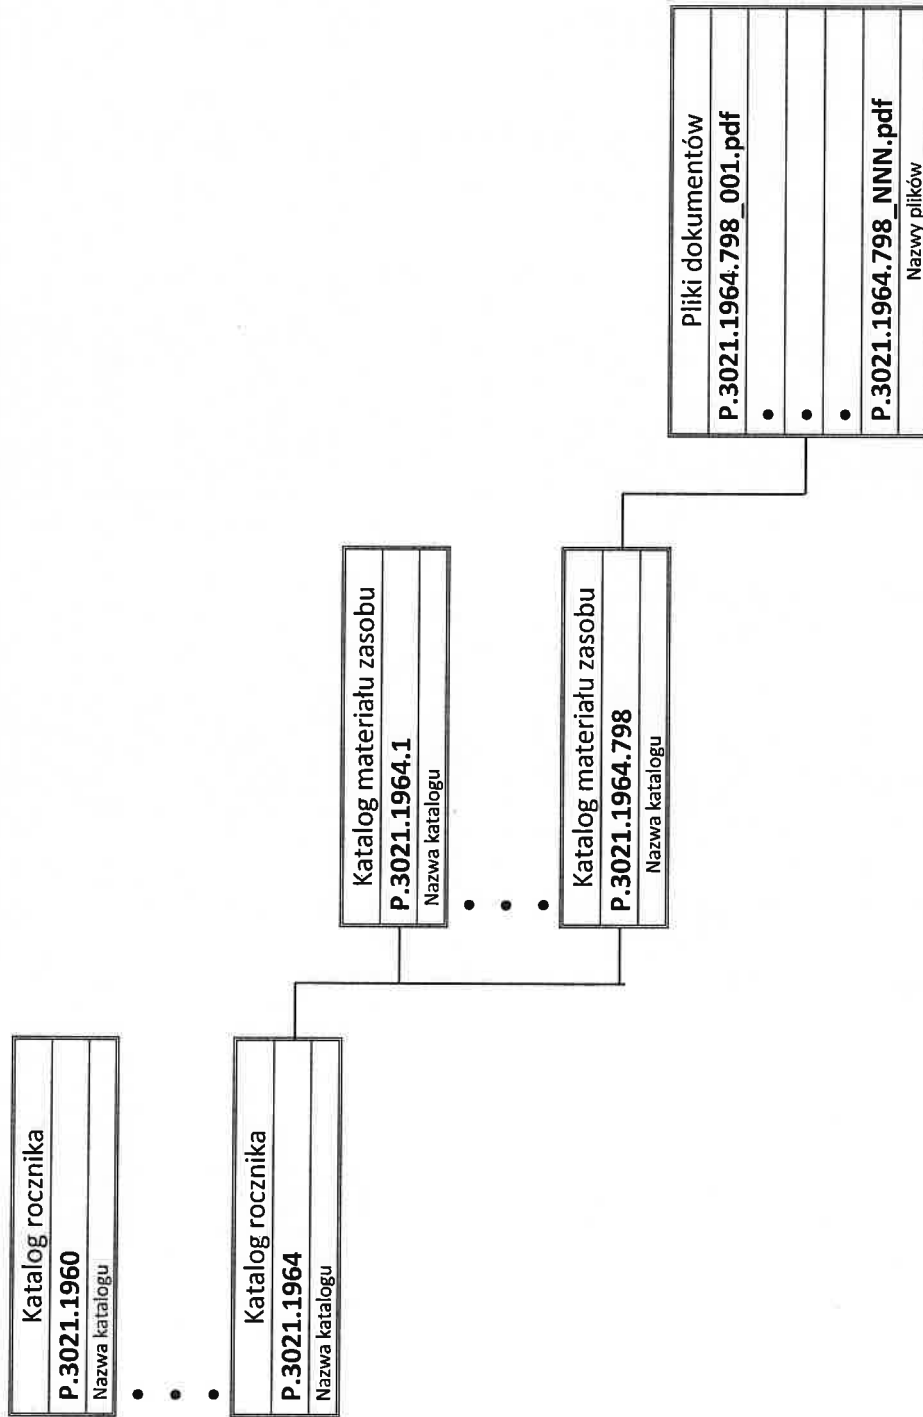 Katalog rocznika
P.3021.1960
Nazwa katalogu
Katalog rocznika
P.3021.1964
Nazwa katalogu
Katalog materiału zasobu
P.3021.1964.1
Nazwa katalogu
Katalog materiału zasobu
P.3021.1964.798
Nazwa katalogu
Pliki dokumentów
P.3021.1964.798_001.pdf
P.3021.1964.798_NNN.pdf
Nazwy plików